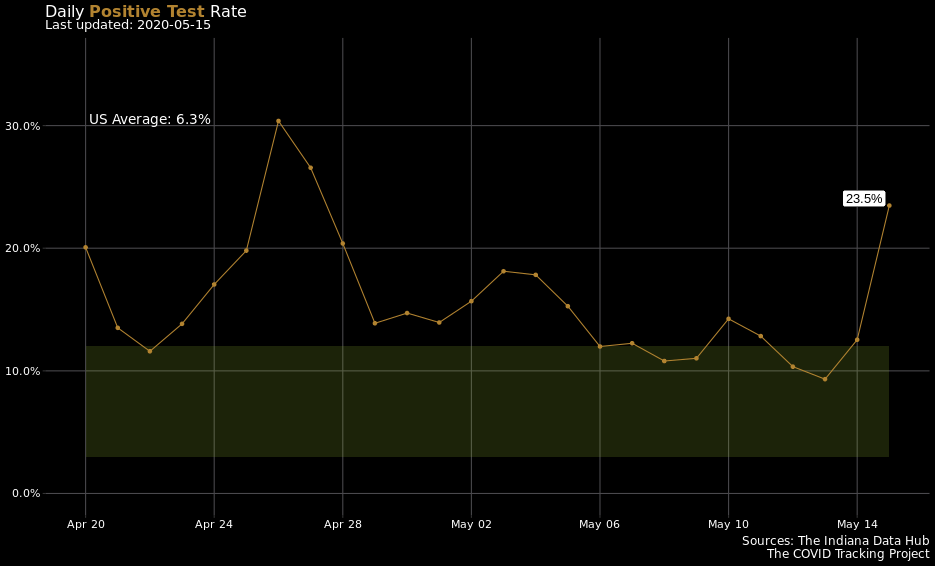 Daily Positive Test Rate
Last updated: 2020-05-15
US Average: 6.3%
30.0%
23.5%
20.0%
10.0%
0.0%
Apr 20 Apr 24 Apr 28 May 02 May 06 May 10 May 14
Sources: The Indiana Data Hub
The COVID Tracking Project